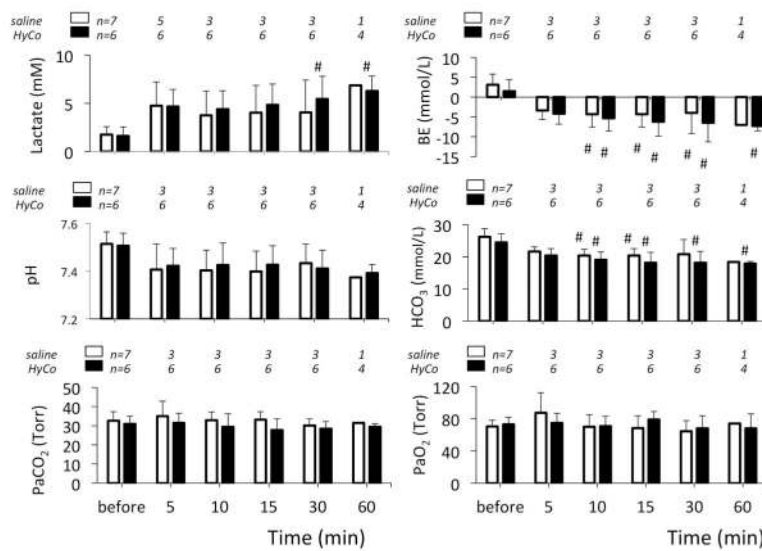 saline n=7 5 3 3 3 1
HyCo n=6 6 6 6 6 4
10
5
0
Lactate (mM)
# #
saline n=7 3 3 3 3 1
HyCo n=6 6 6 6 6 4
10
5
0
-5
-10
-15
BE (mmol/L)
# # # # # # #
saline n=7 3 3 3 3 1
HyCo n=6 6 6 6 6 4
7.6
7.4
7.2
pH
saline n=7 3 3 3 3 1
HyCo n=6 6 6 6 6 4
30
20
10
0
HCO3 (mmol/L)
# # # # # #
saline n=7 3 3 3 3 1
HyCo n=6 6 6 6 6 4
50
40
30
20
10
0
PaCO2 (Torr)
before 5 10 15 30 60
Time (min)
saline n=7 3 3 3 3 1
HyCo n=6 6 6 6 6 4
120
80
40
0
PaO2 (Torr)
before 5 10 15 30 60
Time (min)